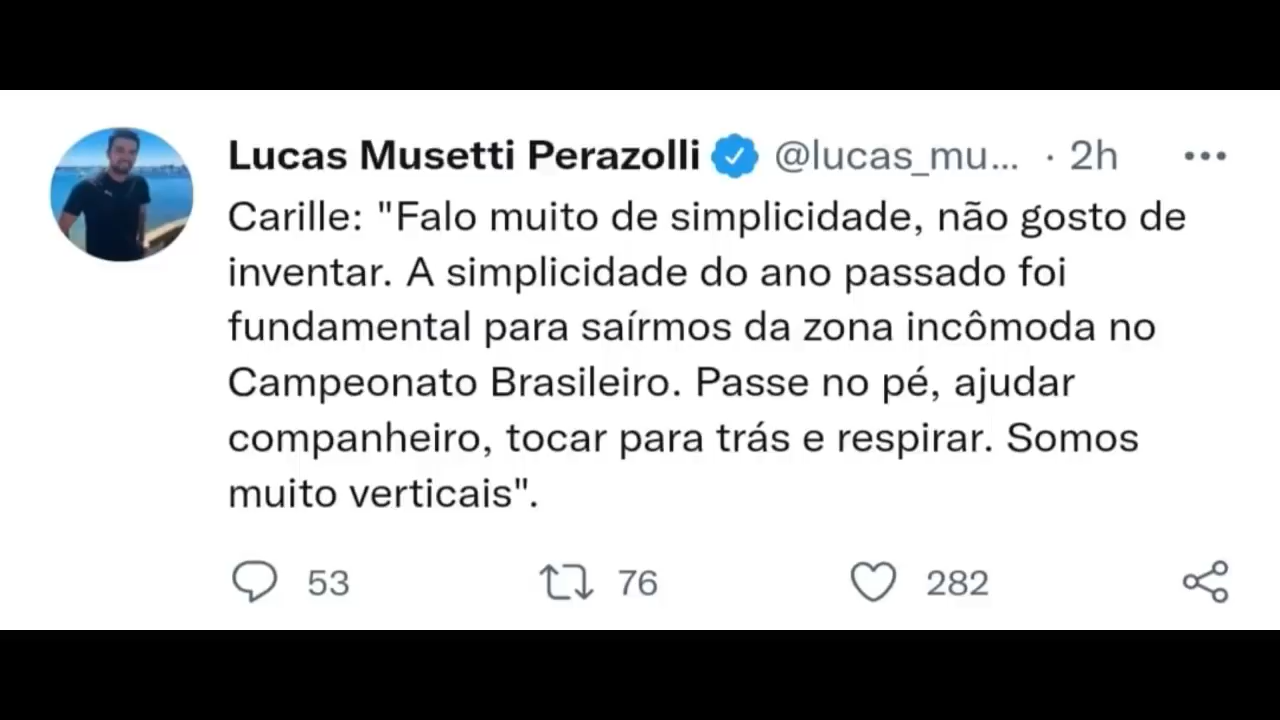 Lucas Musetti Perazolli @lucas_mu... · 2h
Carille: "Falo muito de simplicidade, não gosto de
inventar. A simplicidade do ano passado foi
fundamental para saírmos da zona incômoda no
Campeonato Brasileiro. Passe no pé, ajudar
companheiro, tocar para trás e respirar. Somos
muito verticais".
53 76 282